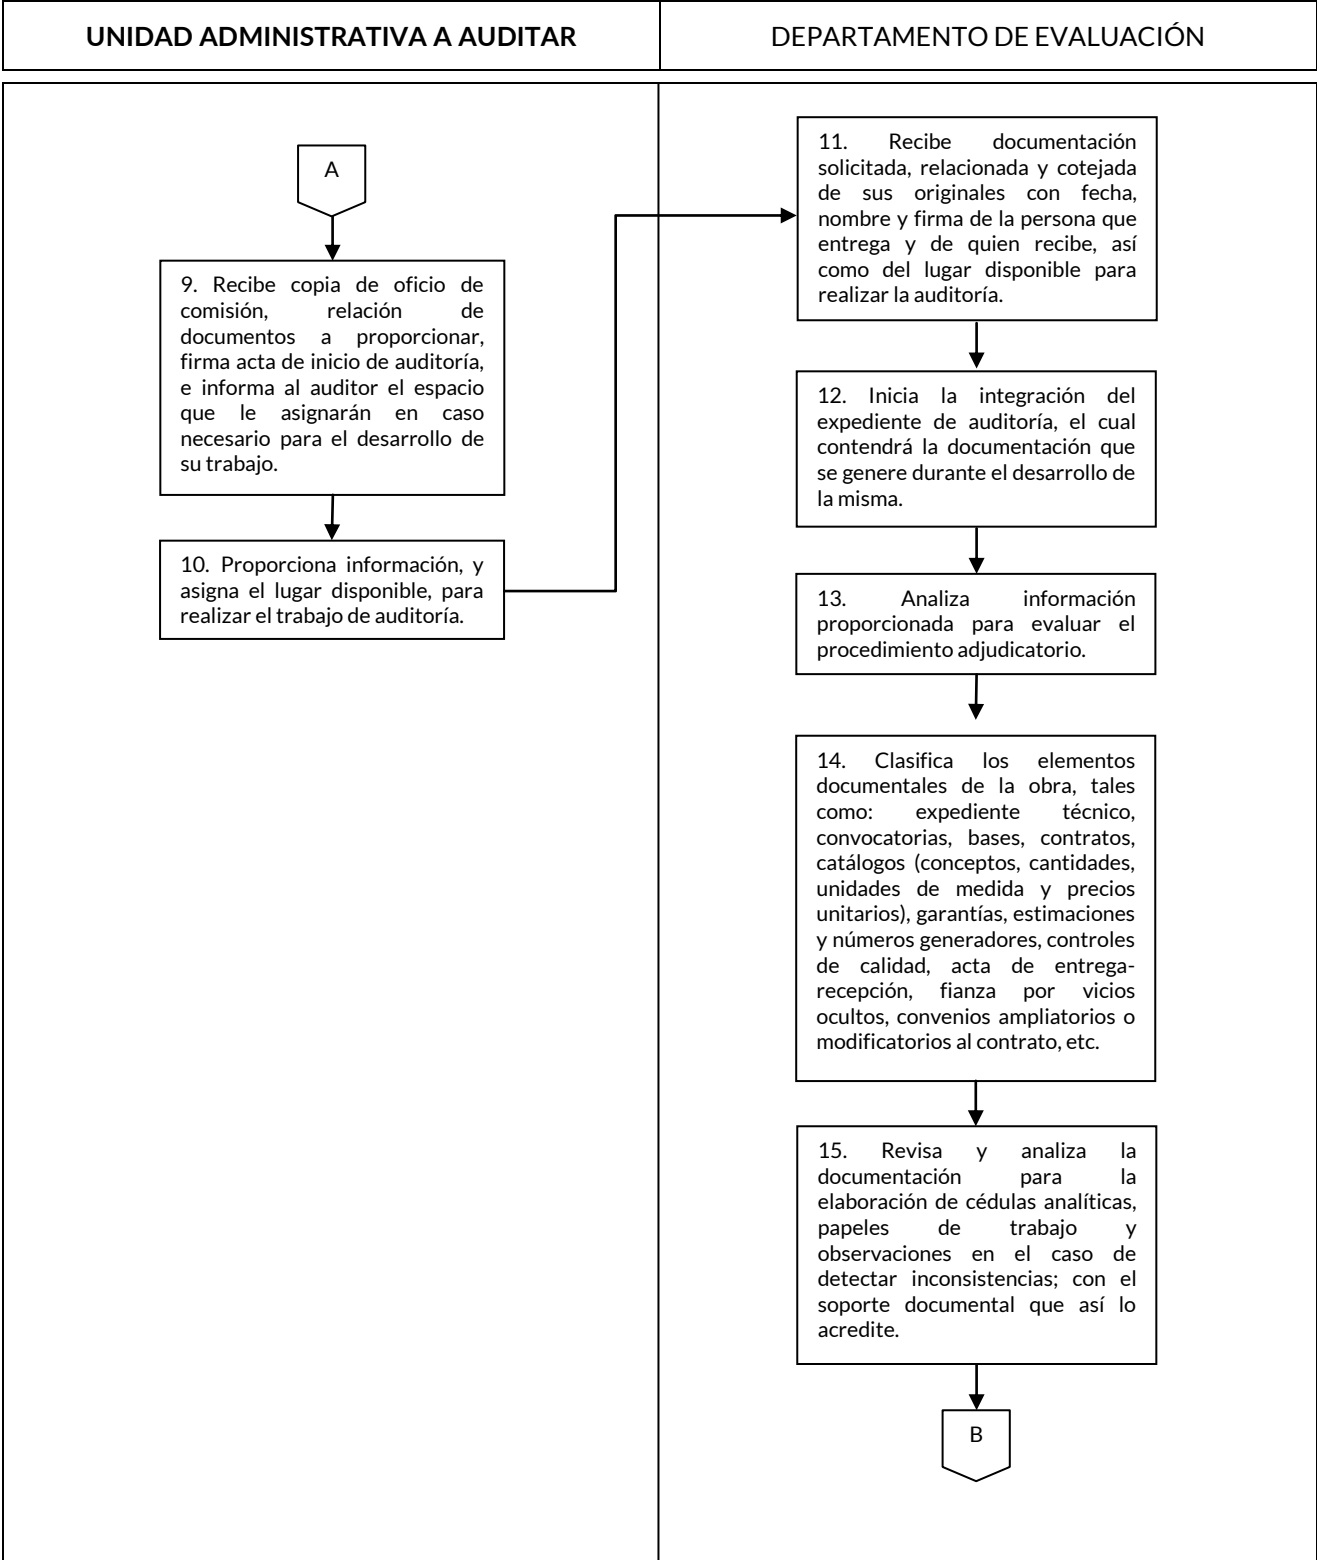 UNIDAD ADMINISTRATIVA A AUDITAR
DEPARTAMENTO DE EVALUACIÓN
A
9. Recibe copia de oficio de
comisión, relación de
documentos a proporcionar,
firma acta de inicio de auditoría,
e informa al auditor el espacio
que le asignarán en caso
necesario para el desarrollo de
su trabajo.
10. Proporciona información, y
asigna el lugar disponible, para
realizar el trabajo de auditoría.
11. Recibe documentación
solicitada, relacionada y cotejada
de sus originales con fecha,
nombre y firma de la persona que
entrega y de quien recibe, así
como del lugar disponible para
realizar la auditoría.
12. Inicia la integración del
expediente de auditoría, el cual
contendrá la documentación que
se genere durante el desarrollo de
la misma.
13. Analiza información
proporcionada para evaluar el
procedimiento adjudicatorio.
14. Clasifica los elementos
documentales de la obra, tales
como: expediente técnico,
convocatorias, bases, contratos,
catálogos (conceptos, cantidades,
unidades de medida y precios
unitarios), garantías, estimaciones
y números generadores, controles
de calidad, acta de entrega-
recepción, fianza por vicios
ocultos, convenios ampliatorios o
modificatorios al contrato, etc.
15. Revisa y analiza la
documentación para la
elaboración de cédulas analíticas,
papeles de trabajo y
observaciones en el caso de
detectar inconsistencias; con el
soporte documental que así lo
acredite.
B